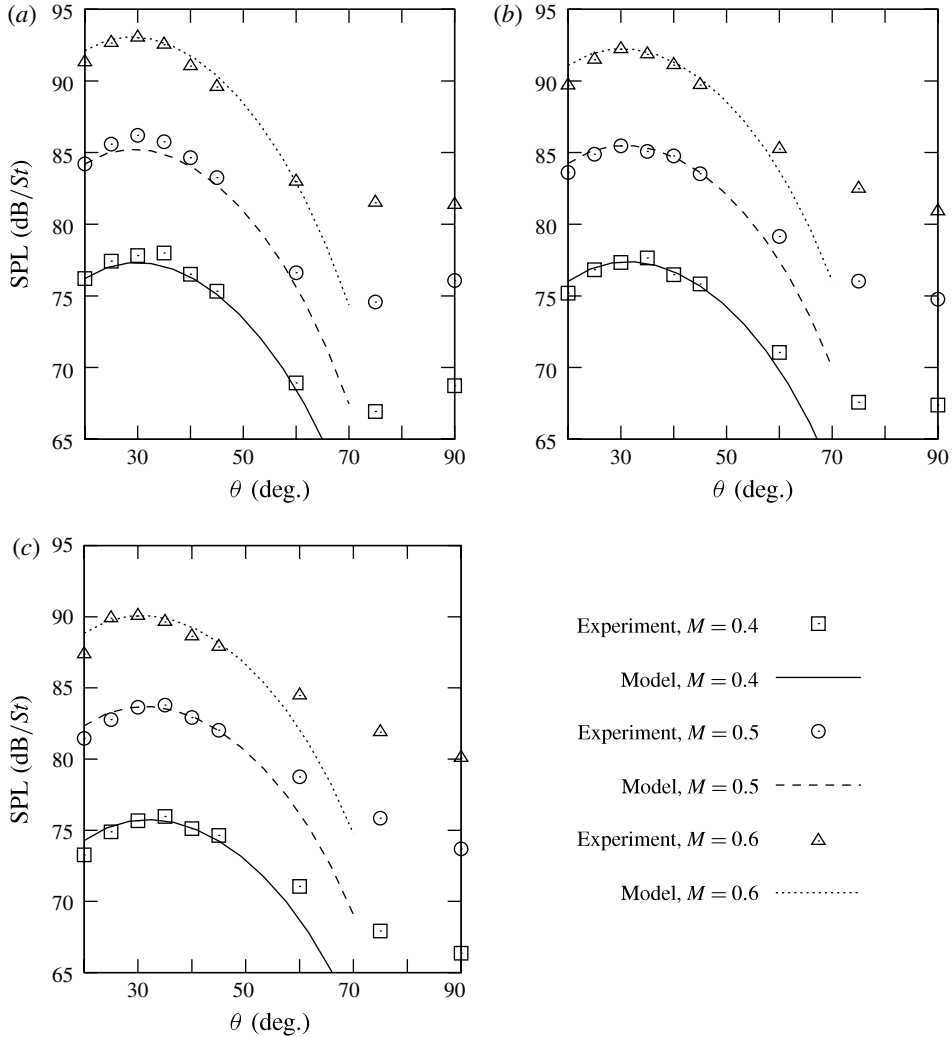 (a)
95
90
85
80
75
70
65
SPL (dB/St)
30 50 70 90
θ (deg.)
(b)
95
90
85
80
75
70
65
30 50 70 90
θ (deg.)
(c)
95
90
85
80
75
70
65
SPL (dB/St)
30 50 70 90
θ (deg.)
Experiment, M = 0.4
Model, M = 0.4
Experiment, M = 0.5
Model, M = 0.5
Experiment, M = 0.6
Model, M = 0.6